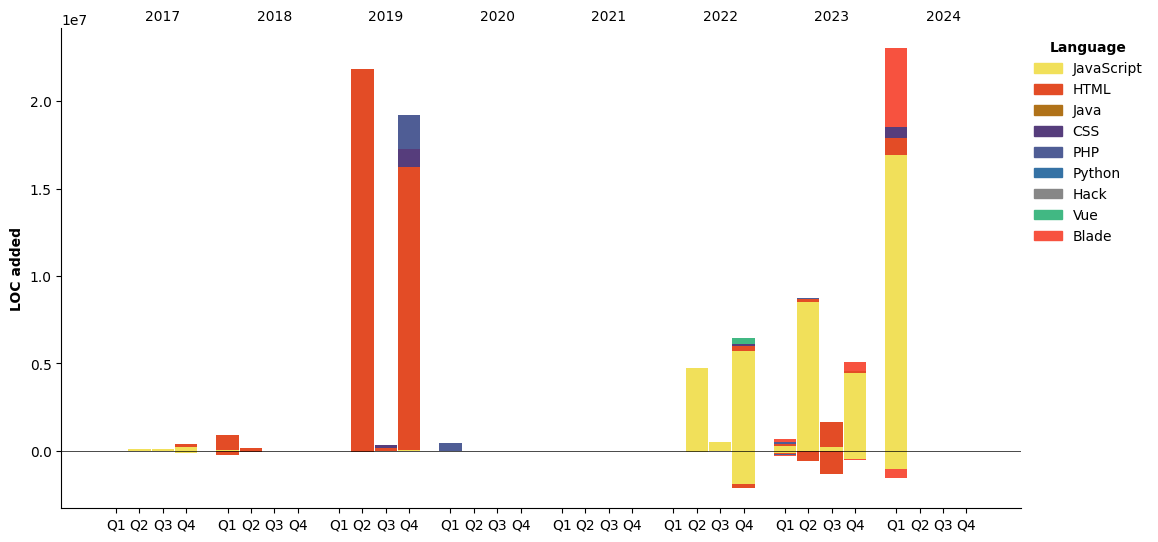 2017 2018 2019 2020 2021 2022 2023 2024
1e7
Language
JavaScript
HTML
Java
CSS
PHP
Python
Hack
Vue
Blade
LOC added
2.0
1.5
1.0
0.5
0.0
Q1 Q2 Q3 Q4 Q1 Q2 Q3 Q4 Q1 Q2 Q3 Q4 Q1 Q2 Q3 Q4 Q1 Q2 Q3 Q4 Q1 Q2 Q3 Q4 Q1 Q2 Q3 Q4 Q1 Q2 Q3 Q4